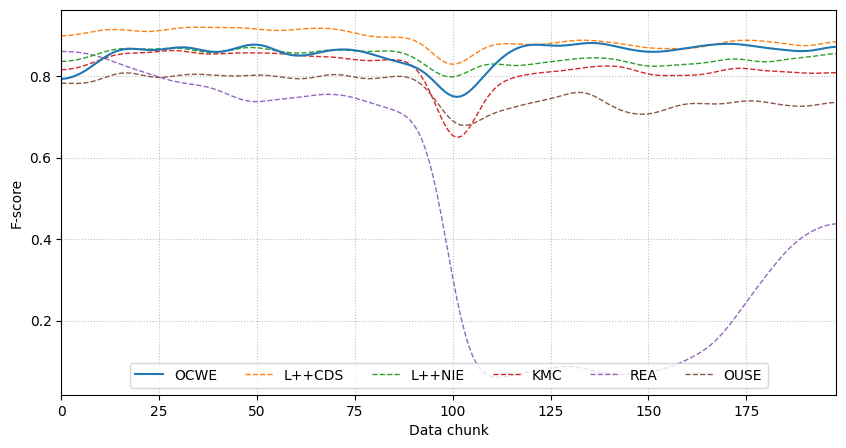 F-score
0.8
0.6
0.4
0.2
OCWE L++CDS L++NIE KMC REA OUSE
0 25 50 75 100 125 150 175
Data chunk